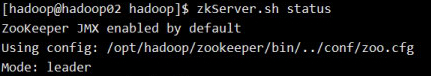 [hadoop@hadoop02 hadoop]$ zkServer.sh status
ZooKeeper JMX enabled by default
Using config: /opt/hadoop/zookeeper/bin/../conf/zoo.cfg
Mode: leader